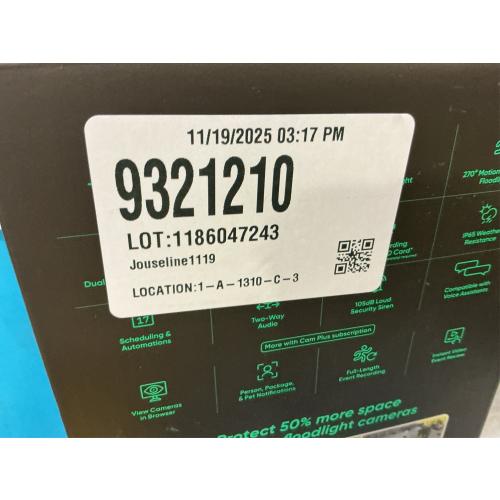 11/19/2025 03:17 PM
9321210
LOT:1186047243
Jouseline1119
LOCATION:1-A-1310-C-3
270° Motion
IP65 Weather
Resistance
Compatible with
Voice Assistants
105dB Loud
Security Siren
Two-Way
Audio
17
Scheduling &
Automations
More with Cam Plus subscription
View Cameras
in Browser
Person, Package,
& Pet Notifications
Full-Length
Event Recording
Instant Video
Event Review
Protect 50% more space
floodlight cameras